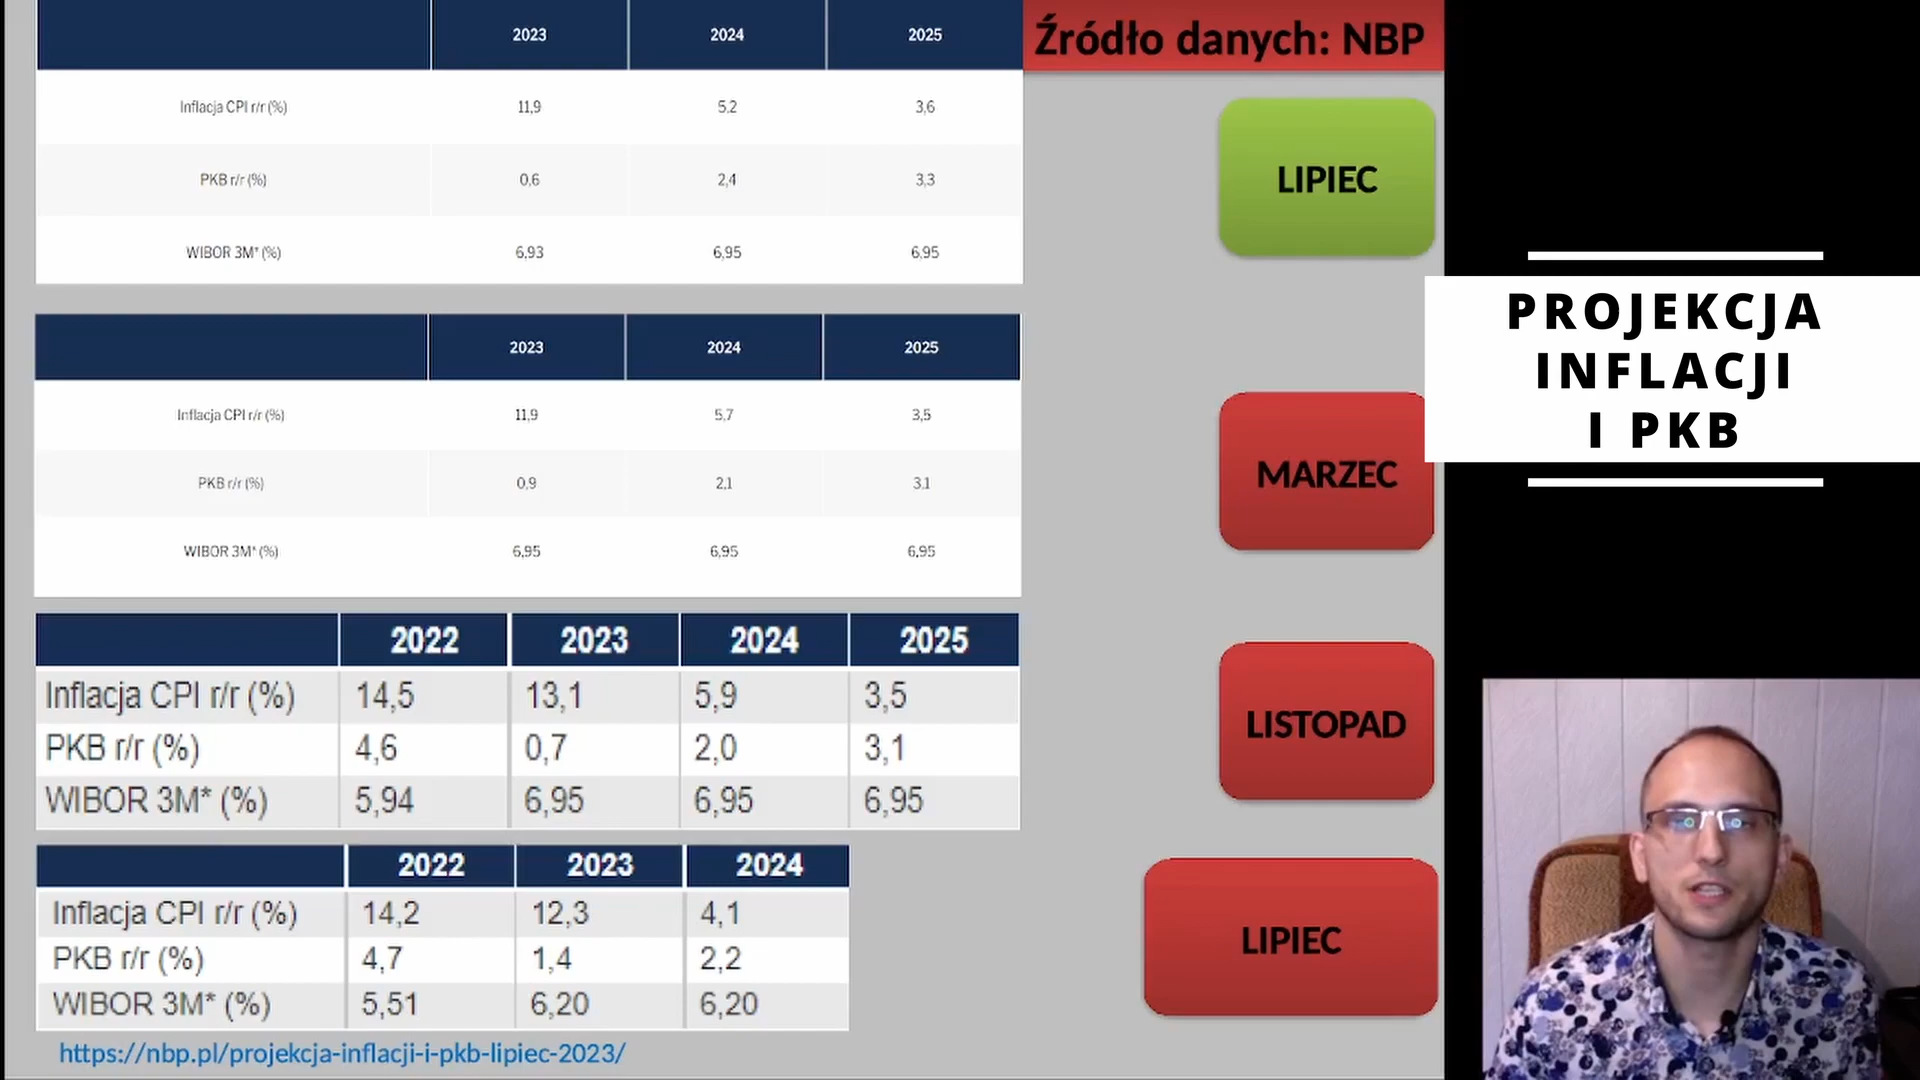 2023 2024 2025
Inflacja CPI r/r (%) 11,9 5,2 3,6
PKB r/r (%) 0,6 2,4 3,3
WIBOR 3M* (%) 6,93 6,95 6,95
Źródło danych: NBP
LIPIEC
2023 2024 2025
Inflacja CPI r/r (%) 11,9 5,7 3,5
PKB r/r (%) 0,9 2,1 3,1
WIBOR 3M* (%) 6,95 6,95 6,95
MARZEC
2022 2023 2024 2025
Inflacja CPI r/r (%) 14,5 13,1 5,9 3,5
PKB r/r (%) 4,6 0,7 2,0 3,1
WIBOR 3M* (%) 5,94 6,95 6,95 6,95
LISTOPAD
2022 2023 2024
Inflacja CPI r/r (%) 14,2 12,3 4,1
PKB r/r (%) 4,7 1,4 2,2
WIBOR 3M* (%) 5,51 6,20 6,20
LIPIEC
https://nbp.pl/projekcja-inflacji-i-pkb-lipiec-2023/
PROJEKCJA
INFLACJI
I PKB